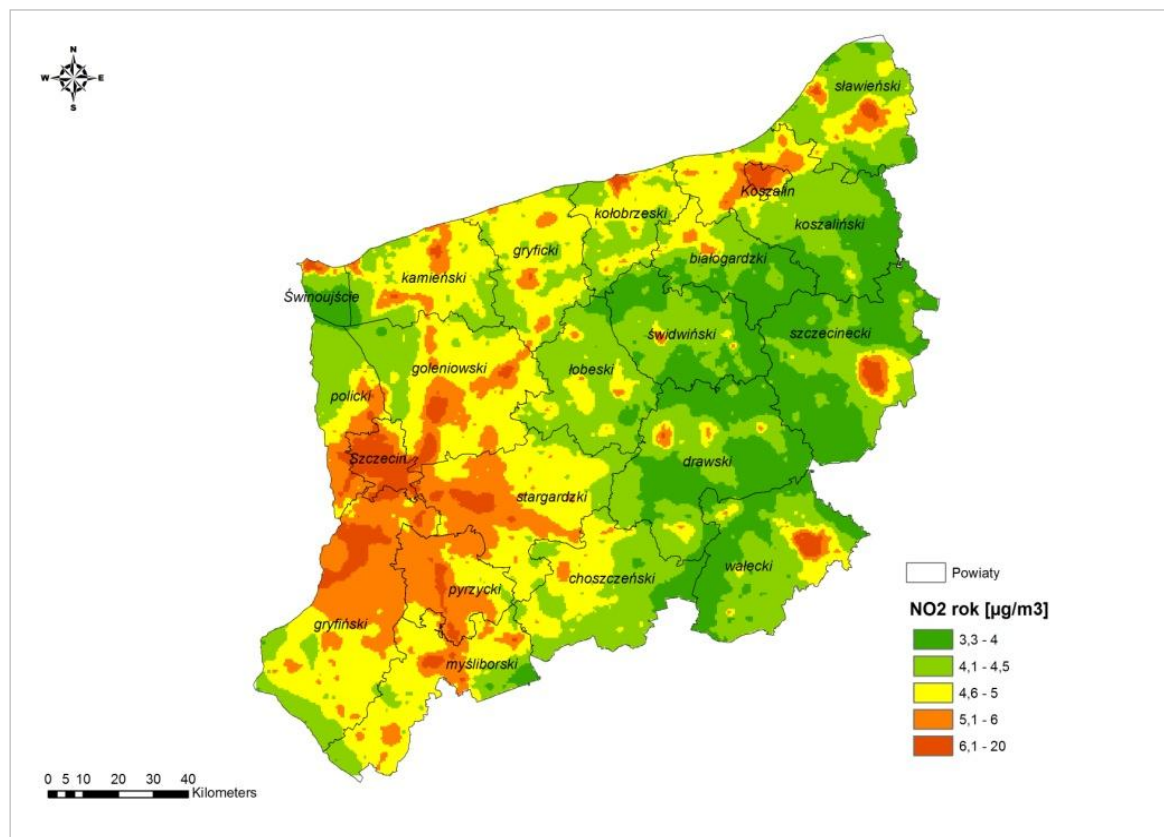 N
W E
S
sławieński
Koszalin
kołobrzeski
koszaliński
gryficki
białogardzki
kamieński
Świnoujście
świdwiński
szczecinecki
goleniowski
łobeski
policki
Szczecin
drawski
stargardzki
wałecki
choszczeński
pyrzycki
gryfiński
myśliborski
Powiaty
NO2 rok [µg/m3]
3,3 - 4
4,1 - 4,5
4,6 - 5
5,1 - 6
6,1 - 20
0 5 10 20 30 40
Kilometers